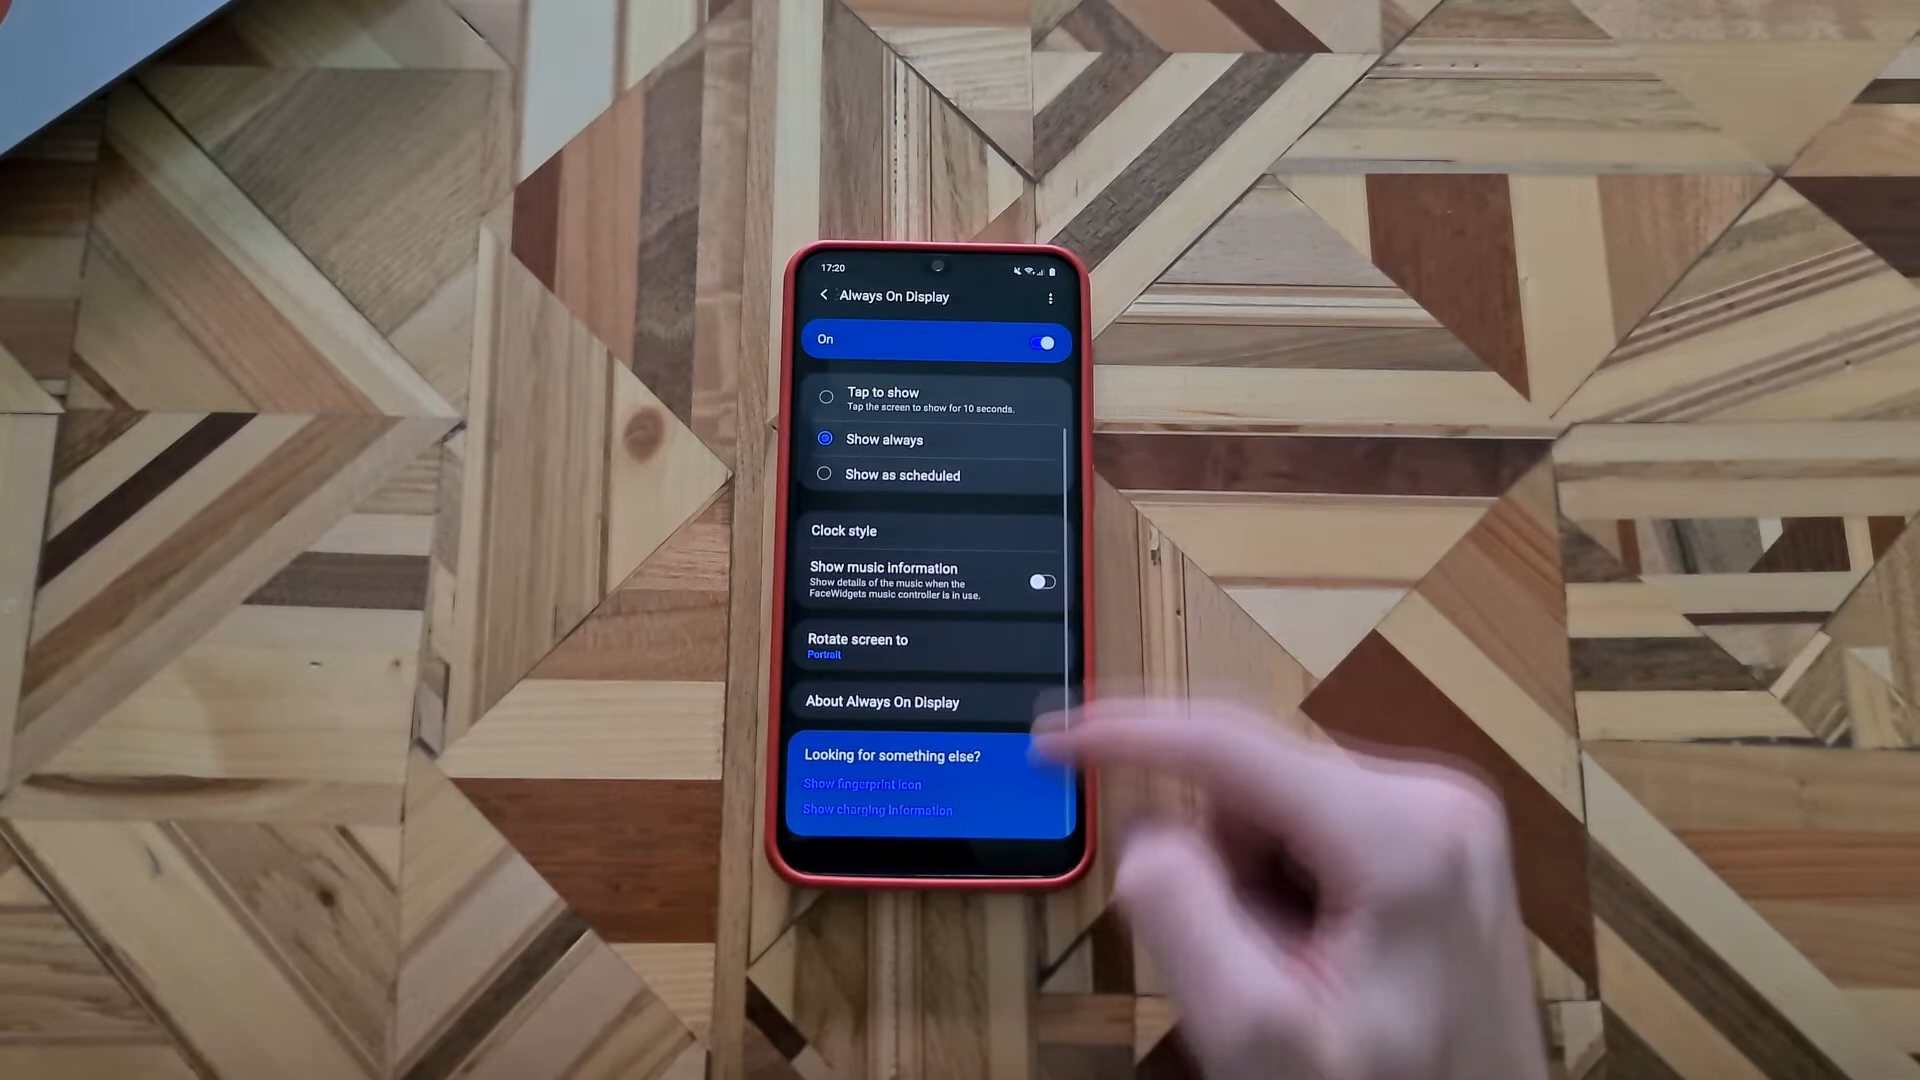 17:20
Always On Display
On
Tap to show
Tap the screen to show for 10 seconds.
Show always
Show as scheduled
Clock style
Show music information
Show details of the music when the
FaceWidgets music controller is in use.
Rotate screen to
Portrait
About Always On Display
Looking for something else?
Show fingerprint icon
Show charging information